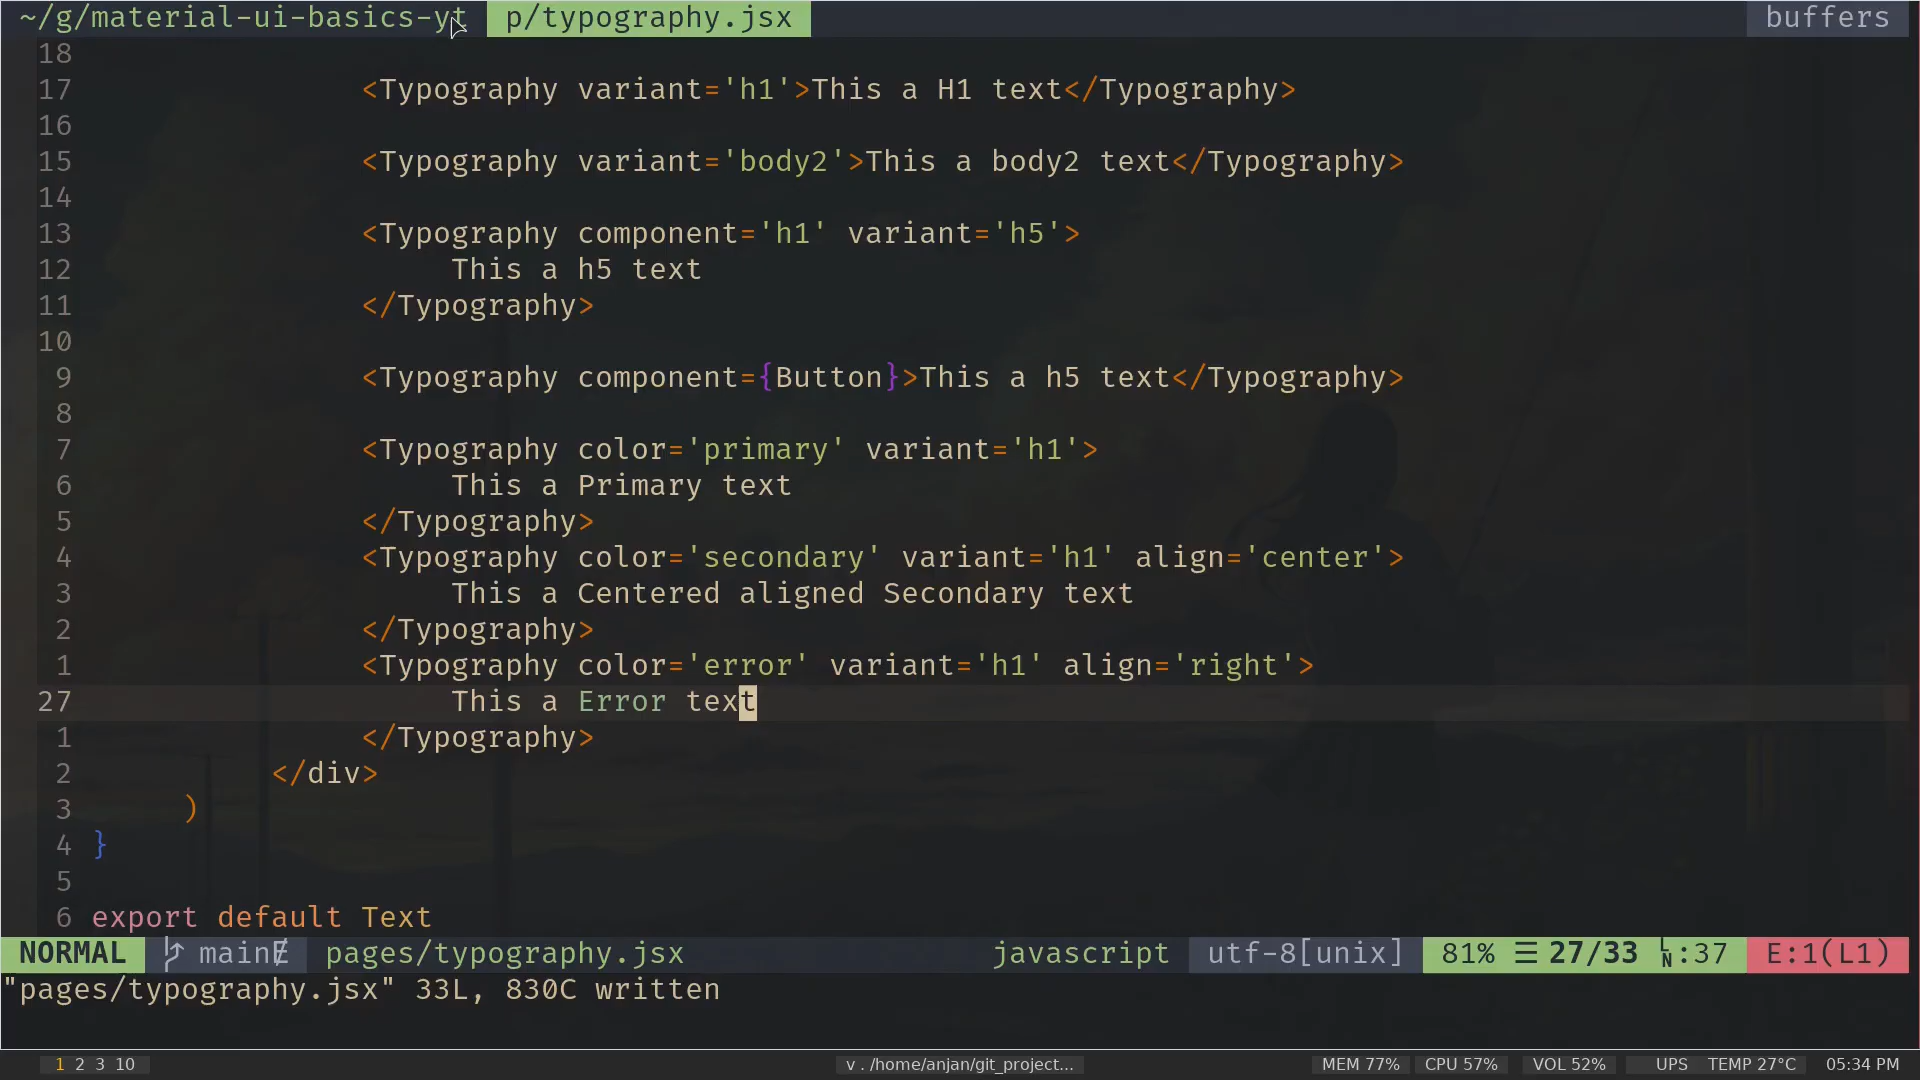 ~/g/material-ui-basics-yt p/typography.jsx buffers
18
17 <Typography variant='h1'>This a H1 text</Typography>
16
15 <Typography variant='body2'>This a body2 text</Typography>
14
13 <Typography component='h1' variant='h5'>
12 This a h5 text
11 </Typography>
10
9 <Typography component={Button}>This a h5 text</Typography>
8
7 <Typography color='primary' variant='h1'>
6 This a Primary text
5 </Typography>
4 <Typography color='secondary' variant='h1' align='center'>
3 This a Centered aligned Secondary text
2 </Typography>
1 <Typography color='error' variant='h1' align='right'>
27 This a Error text
1 </Typography>
2 </div>
3 )
4 }
5
6 export default Text
NORMAL main pages/typography.jsx javascript utf-8[unix] 81% ☰ 27/33 LN:37 E:1(L1)
"pages/typography.jsx" 33L, 830C written
1 2 3 10 v . /home/anjan/git_project... MEM 77% CPU 57% VOL 52% UPS TEMP 27°C 05:34 PM